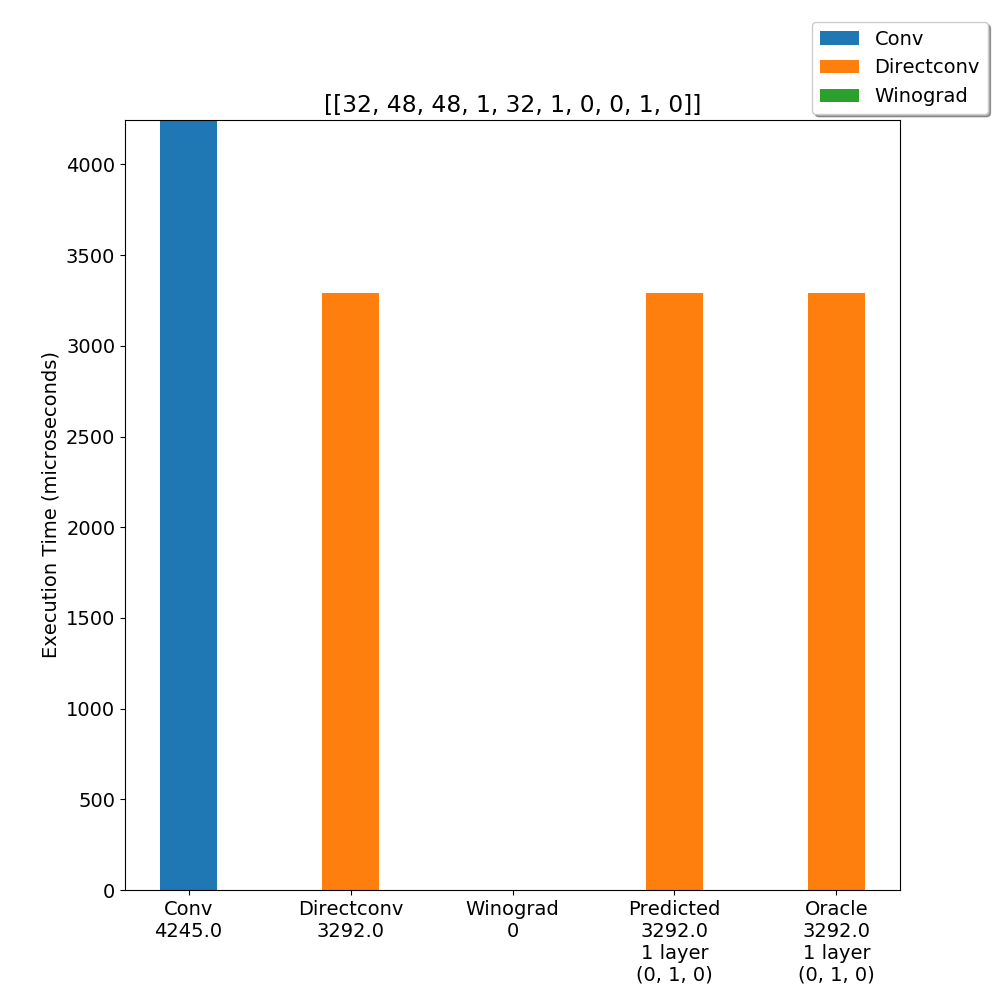 Conv
Directconv
Winograd
[[32, 48, 48, 1, 32, 1, 0, 0, 1, 0]]
Execution Time (microseconds)
4000
3500
3000
2500
2000
1500
1000
500
0
Conv
4245.0
Directconv
3292.0
Winograd
0
Predicted
3292.0
1 layer
(0, 1, 0)
Oracle
3292.0
1 layer
(0, 1, 0)